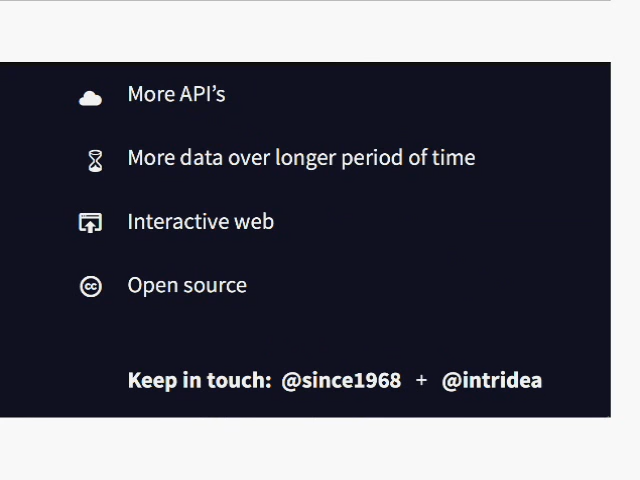 More API’s
More data over longer period of time
Interactive web
Open source
Keep in touch: @since1968 + @intridea